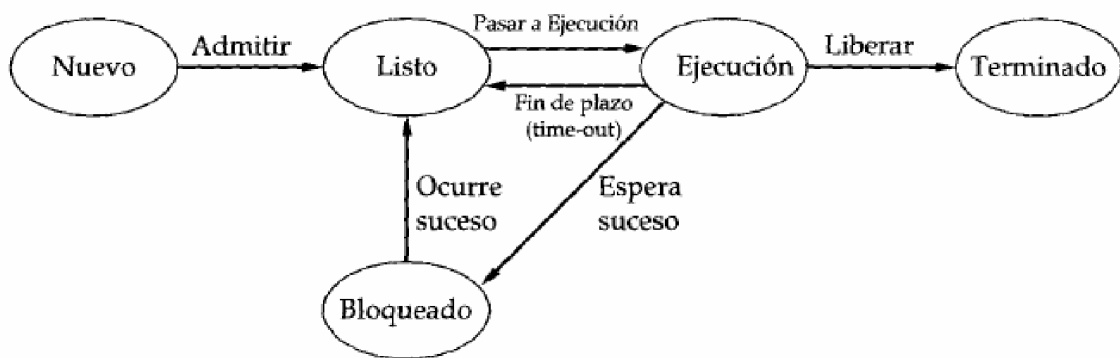 Nuevo
Admitir
Listo
Pasar a Ejecución
Fin de plazo
(time-out)
Ejecución
Liberar
Terminado
Ocurre
suceso
Espera
suceso
Bloqueado